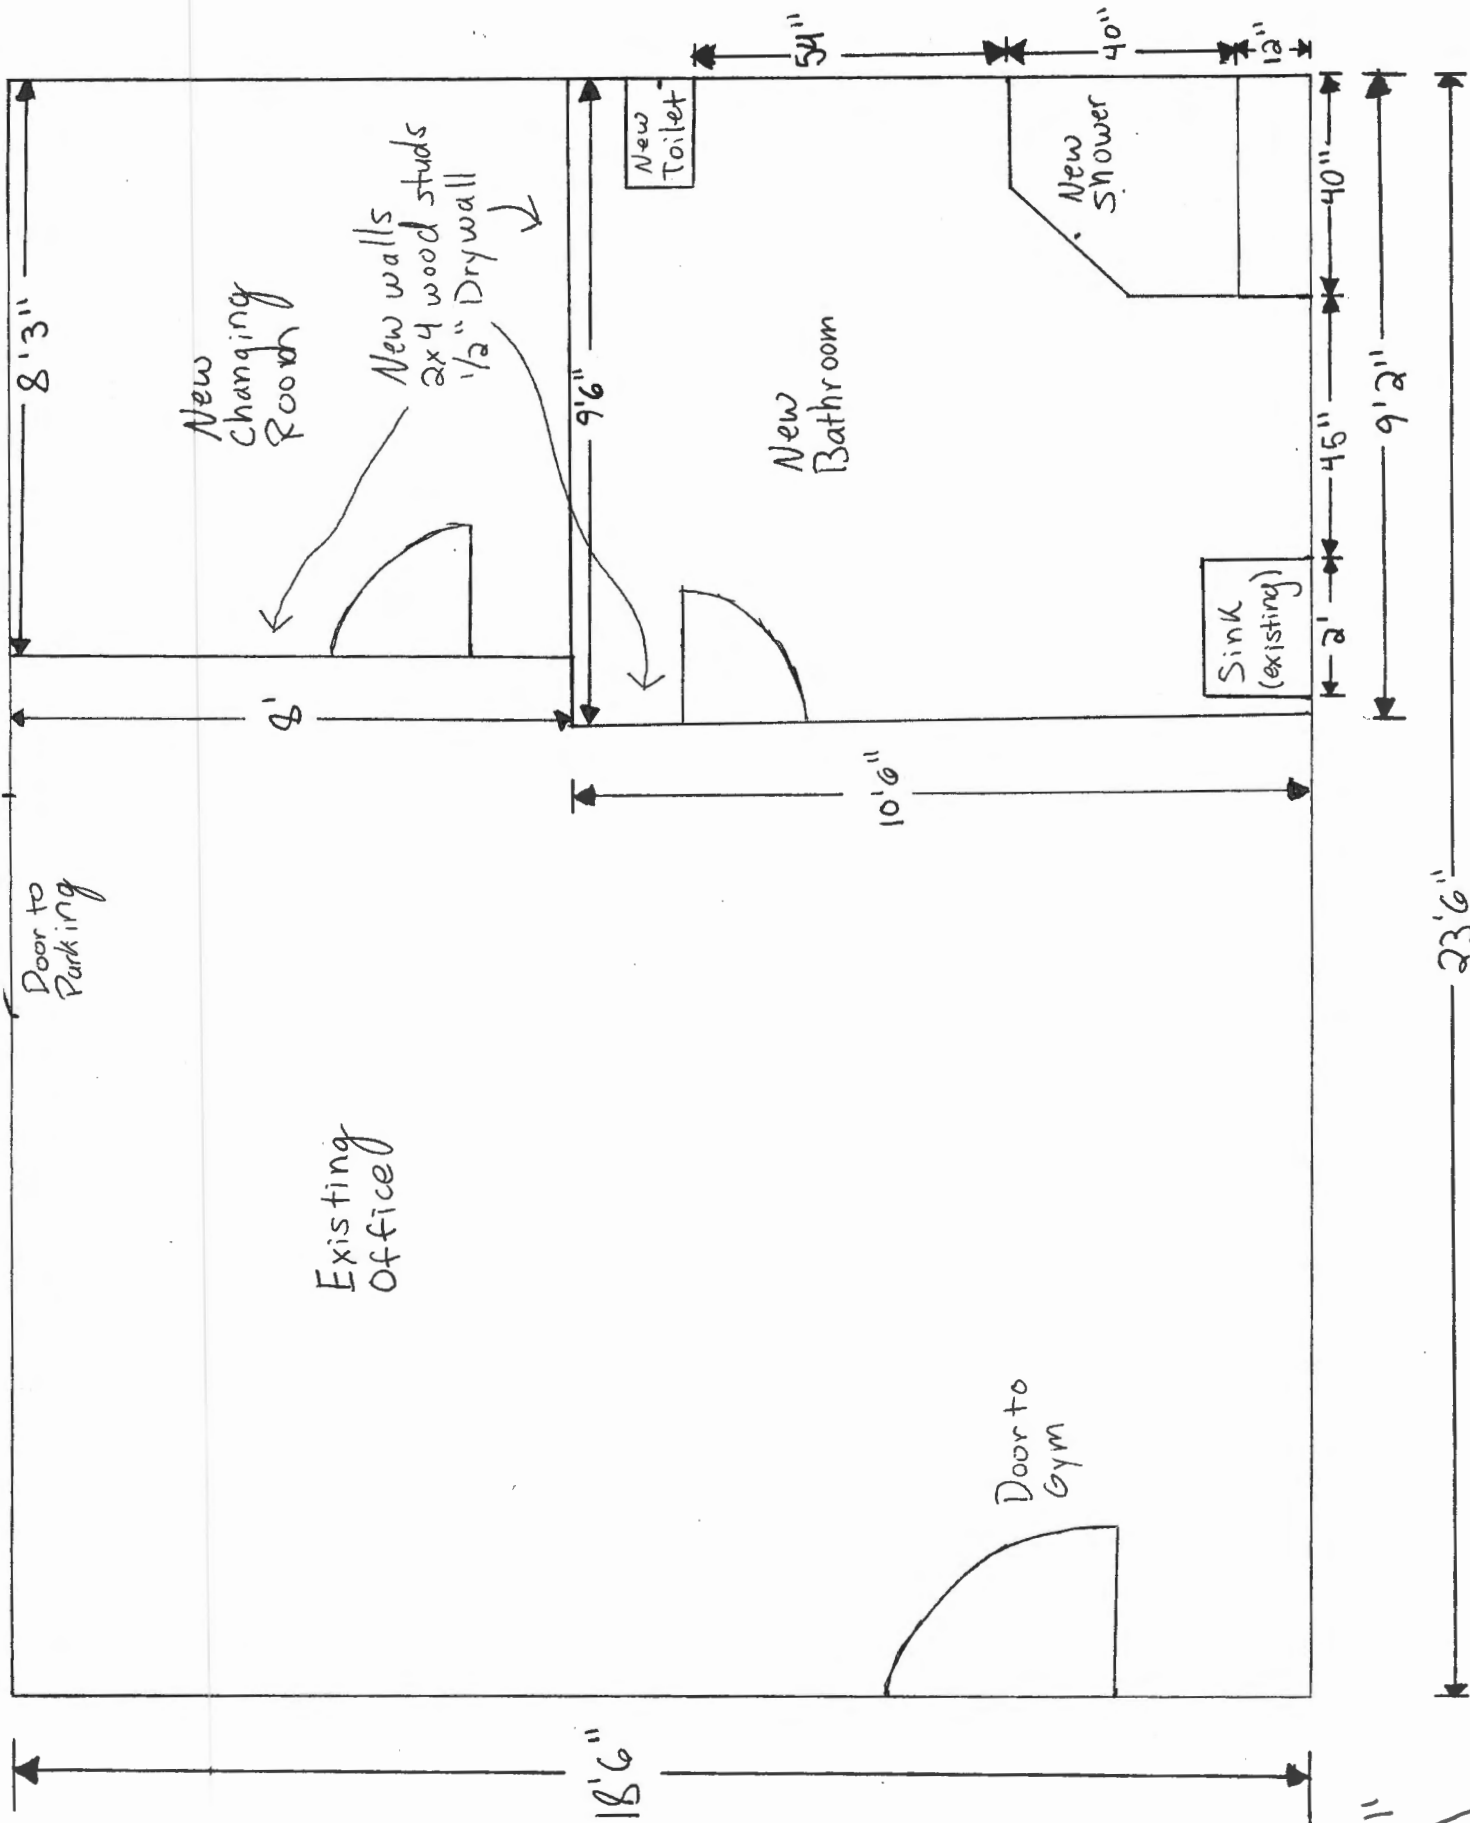 8'3"
New
Changing
Room
New walls
2x4 wood studs
1/2" Drywall
8'
9'6"
New
Toilet
54"
40"
12"
New
Shower
New
Bathroom
Sink
(existing)
40"
45"
2'
9'2"
10'6"
23'6"
Door to
Parking
Existing
Office
Door to
Gym
18'6"